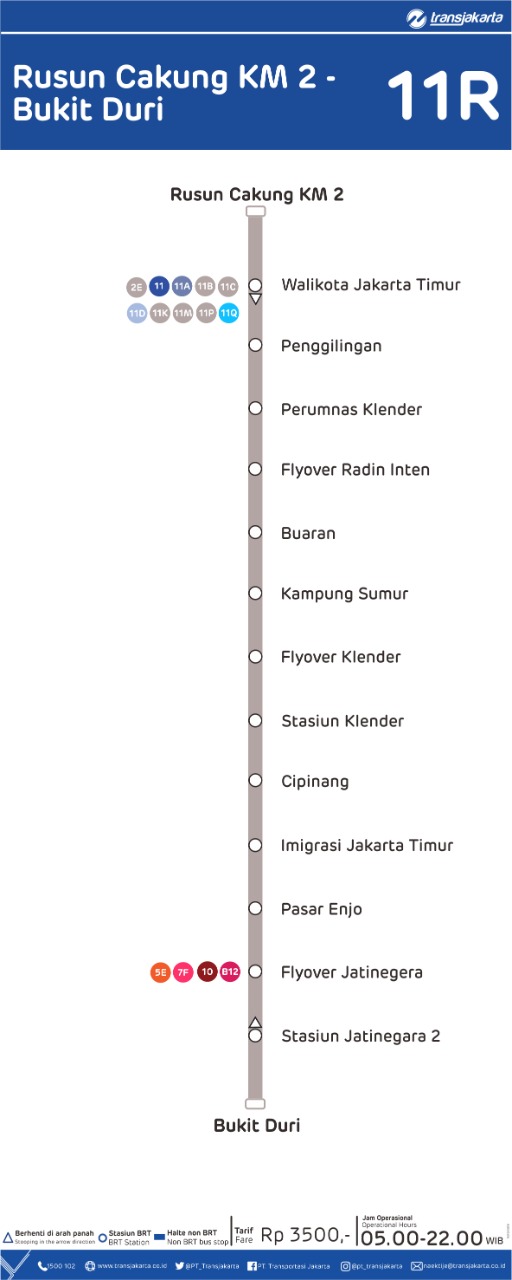 transjakarta
Rusun Cakung KM 2 -
Bukit Duri
11R
Rusun Cakung KM 2
2E 11 11A 11B 11C
Walikota Jakarta Timur
11D 11K 11M 11P 11Q
Penggilingan
Perumnas Klender
Flyover Radin Inten
Buaran
Kampung Sumur
Flyover Klender
Stasiun Klender
Cipinang
Imigrasi Jakarta Timur
Pasar Enjo
5E 7F 10 B12
Flyover Jatinegera
Stasiun Jatinegara 2
Bukit Duri
Berhenti di arah panah
Stopping in the arrow direction
Stasiun BRT
BRT Station
Halte non BRT
Non BRT bus stop
Tarif
Fare
Rp 3500,-
Jam Operasional
Operational Hours
05.00-22.00 WIB
1500 102
www.transjakarta.co.id
@PT_Transjakarta
PT Transportasi Jakarta
@pt_transjakarta
naektije@transjakarta.co.id